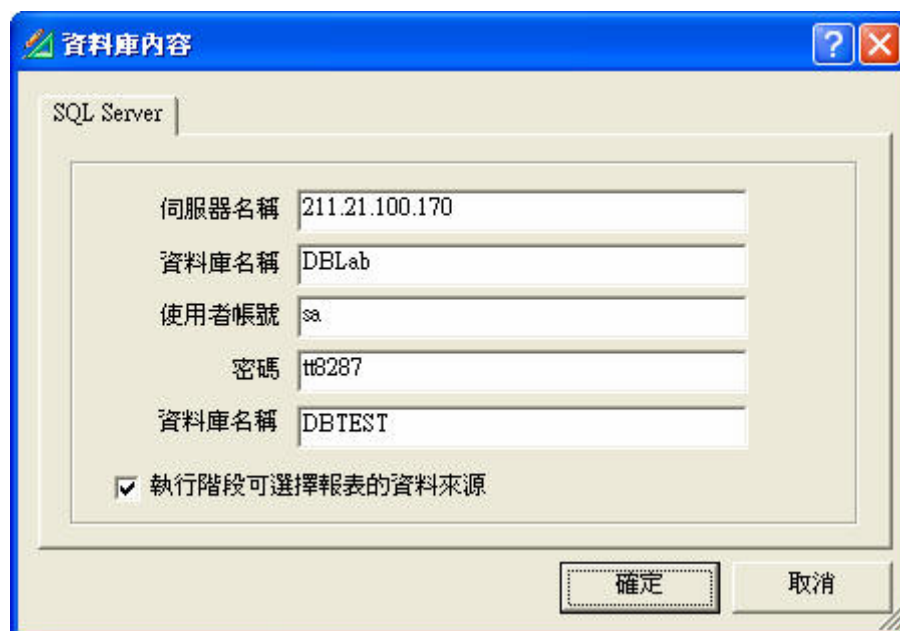 資料庫內容
SQL Server
伺服器名稱 211.21.100.170
資料庫名稱 DBLab
使用者帳號 sa
密碼 tt8287
資料庫名稱 DBTEST
執行階段可選擇報表的資料來源
確定 取消